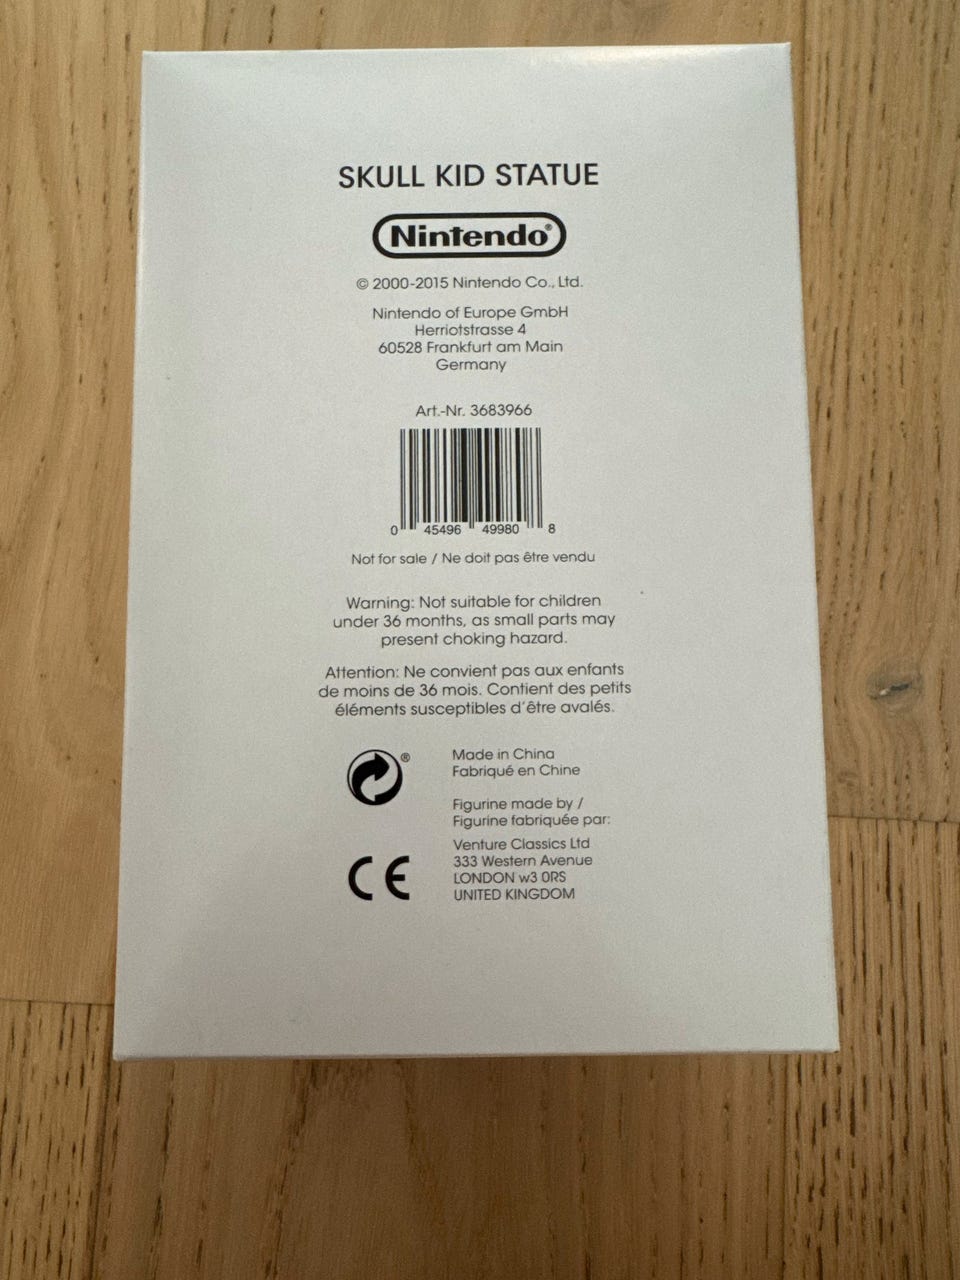 SKULL KID STATUE
Nintendo®
© 2000-2015 Nintendo Co., Ltd.
Nintendo of Europe GmbH
Herriotstrasse 4
60528 Frankfurt am Main
Germany
Art.-Nr. 3683966
0 45496 49980 8
Not for sale / Ne doit pas être vendu
Warning: Not suitable for children
under 36 months, as small parts may
present choking hazard.
Attention: Ne convient pas aux enfants
de moins de 36 mois. Contient des petits
éléments susceptibles d'être avalés.
®
Made in China
Fabriqué en Chine
Figurine made by /
Figurine fabriquée par:
Venture Classics Ltd
333 Western Avenue
LONDON w3 0RS
UNITED KINGDOM
CE